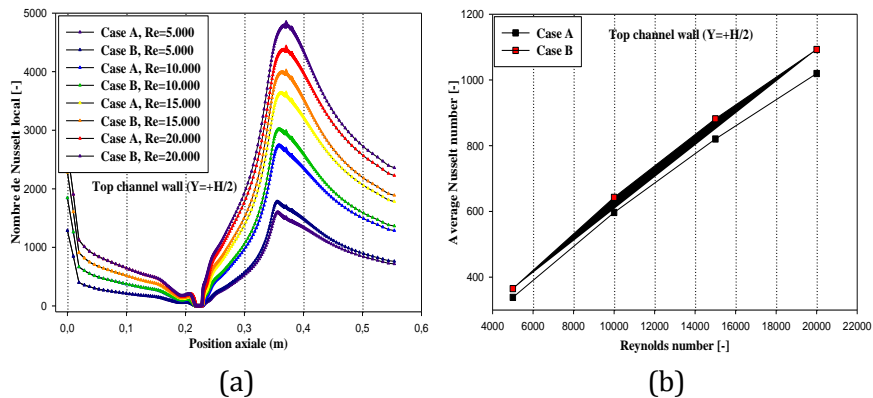 Nombre de Nusselt local [-]
5000
4000
3000
2000
1000
0
Case A, Re=5.000
Case B, Re=5.000
Case A, Re=10.000
Case B, Re=10.000
Case A, Re=15.000
Case B, Re=15.000
Case A, Re=20.000
Case B, Re=20.000
Top channel wall (Y=+H/2)
0,0 0,1 0,2 0,3 0,4 0,5 0,6
Position axiale (m)
(a)
A verage Nusselt number [-]
1200
1000
800
600
400
Case A
Case B
Top channel wall (Y=+H/2)
4000 6000 8000 10000 12000 14000 16000 18000 20000 22000
Reynolds number [-]
(b)